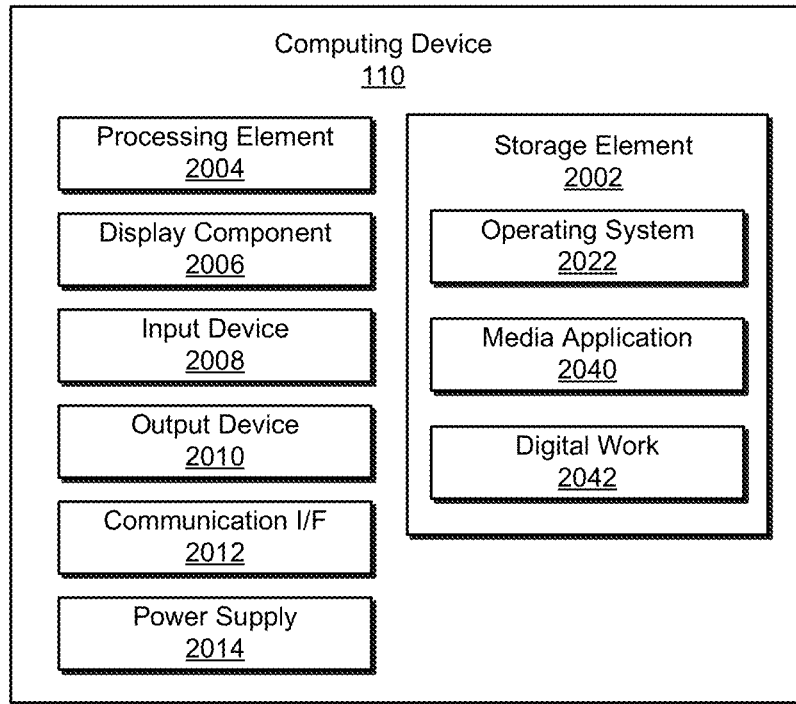 Computing Device
110
Processing Element
2004
Display Component
2006
Input Device
2008
Output Device
2010
Communication I/F
2012
Power Supply
2014
Storage Element
2002
Operating System
2022
Media Application
2040
Digital Work
2042